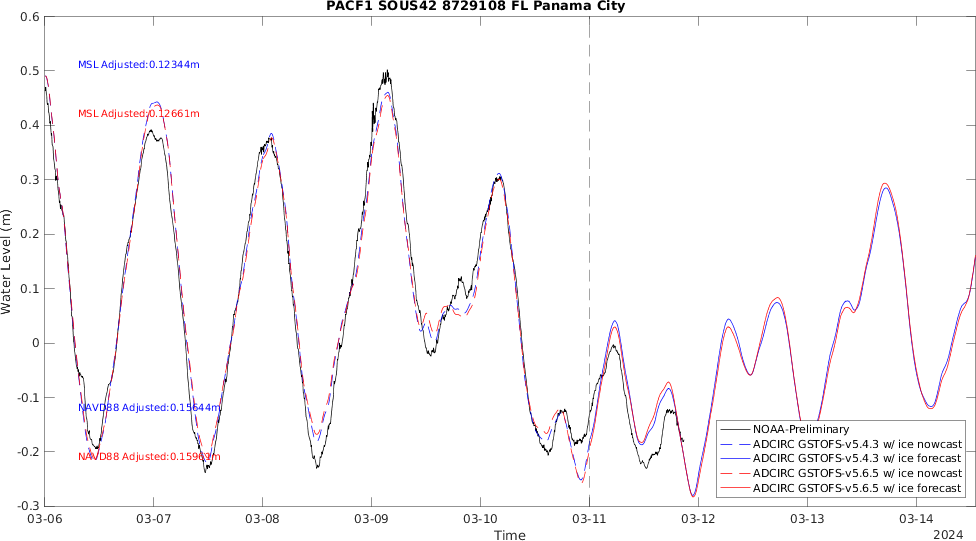 PACF1 SOUS42 8729108 FL Panama City
0.6
0.5
0.4
0.3
0.2
0.1
0
-0.1
-0.2
-0.3
Water Level (m)
MSL Adjusted:0.12344m
MSL Adjusted:0.12661m
NAVD88 Adjusted:0.15644m
NAVD88 Adjusted:0.15961m
NOAA-Preliminary
ADCIRC GSTOFS-v5.4.3 w/ ice nowcast
ADCIRC GSTOFS-v5.4.3 w/ ice forecast
ADCIRC GSTOFS-v5.6.5 w/ ice nowcast
ADCIRC GSTOFS-v5.6.5 w/ ice forecast
03-06 03-07 03-08 03-09 03-10 03-11 03-12 03-13 03-14
Time
2024